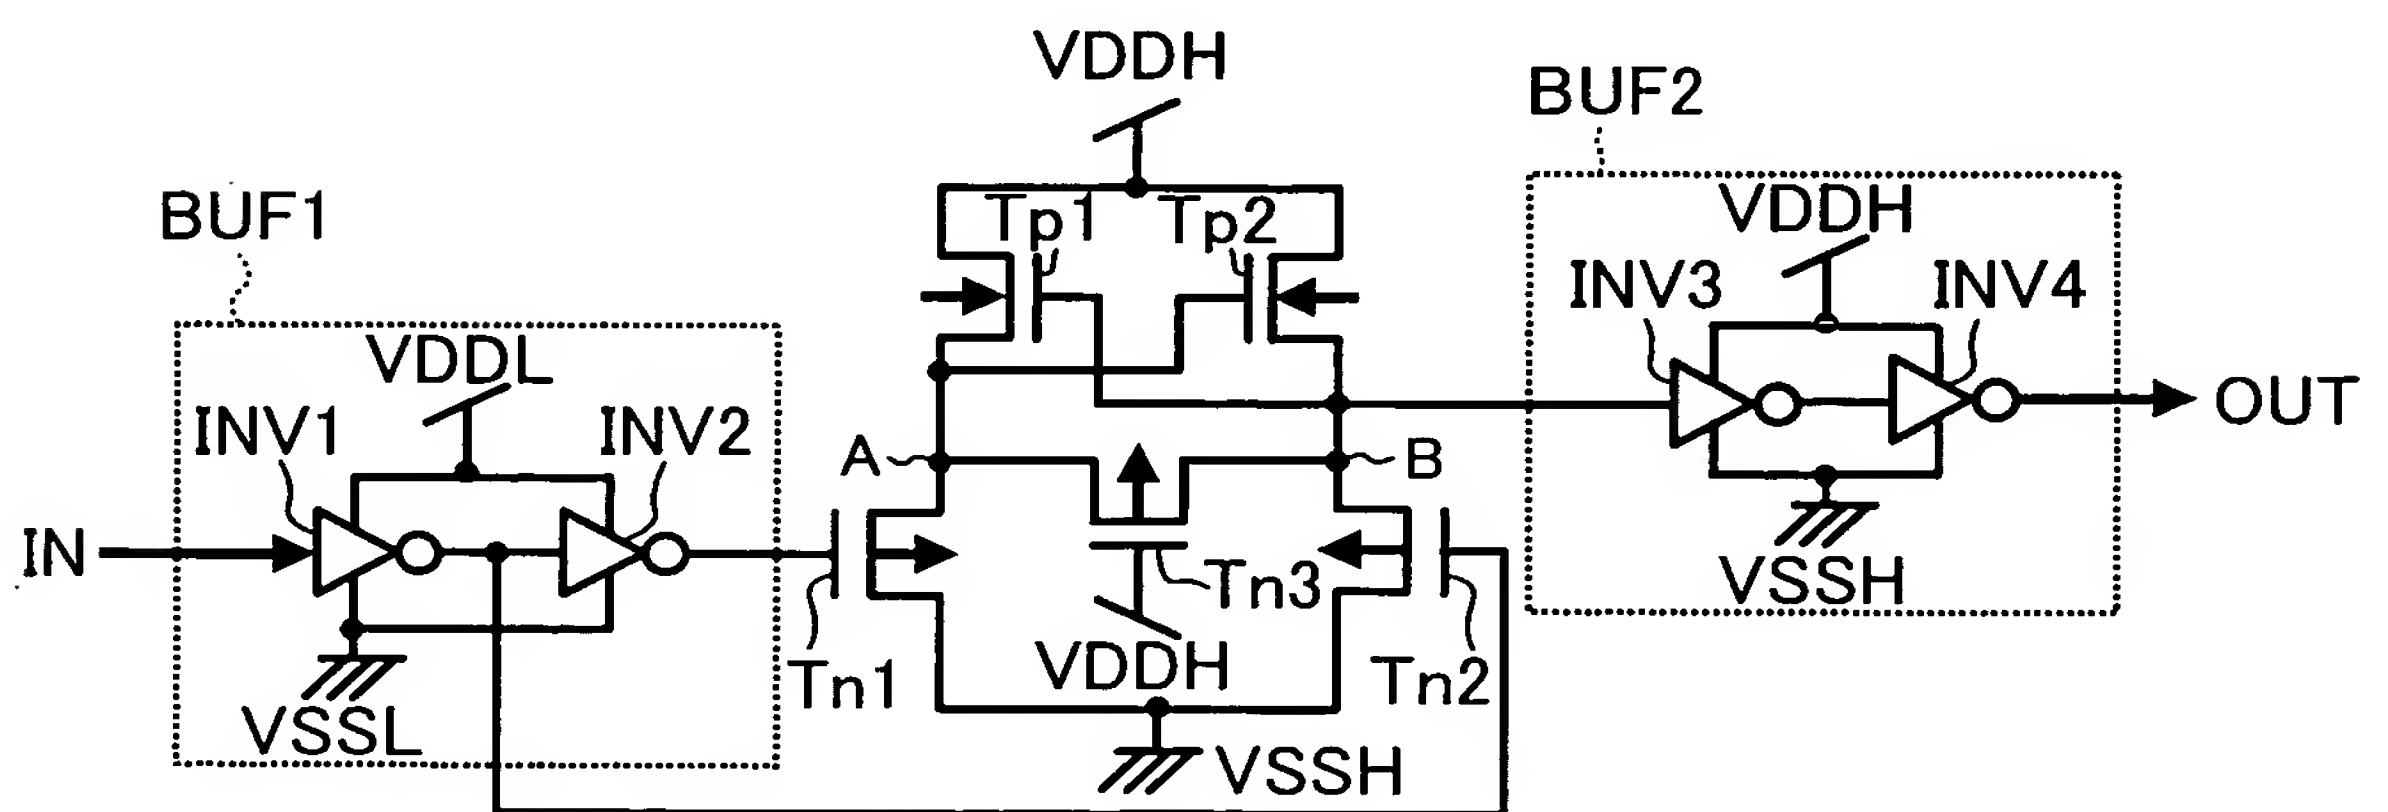 VDDH
BUF2
BUF1
Tp1
Tp2
VDDH
INV3
INV4
VDDL
INV1
INV2
OUT
A
B
IN
Tn3
VSSH
Tn1
VDDH
Tn2
VSSL
VSSH